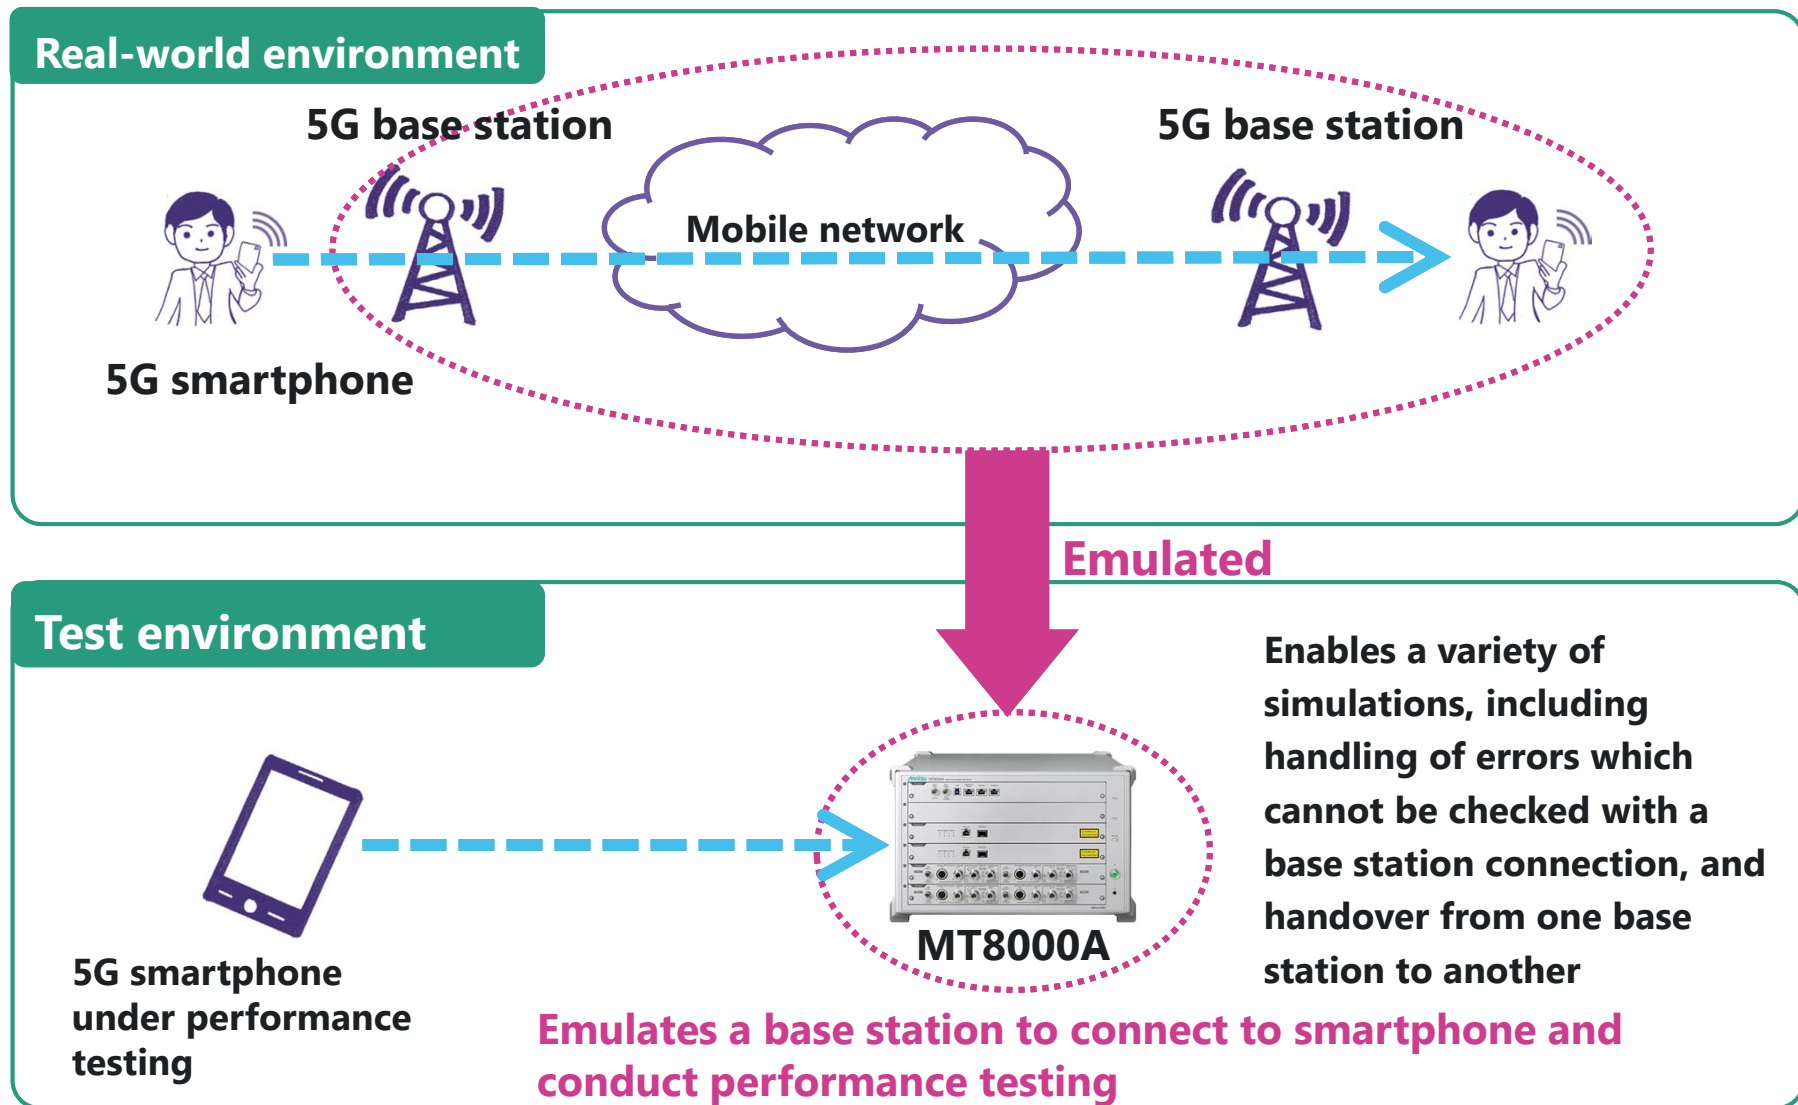 Real-world environment
5G base station
5G base station
Mobile network
5G smartphone
Emulated
Test environment
Enables a variety of
simulations, including
handling of errors which
cannot be checked with a
base station connection, and
handover from one base
station to another
Anritsu
MT8000A
5G smartphone
under performance
testing
Emulates a base station to connect to smartphone and
conduct performance testing